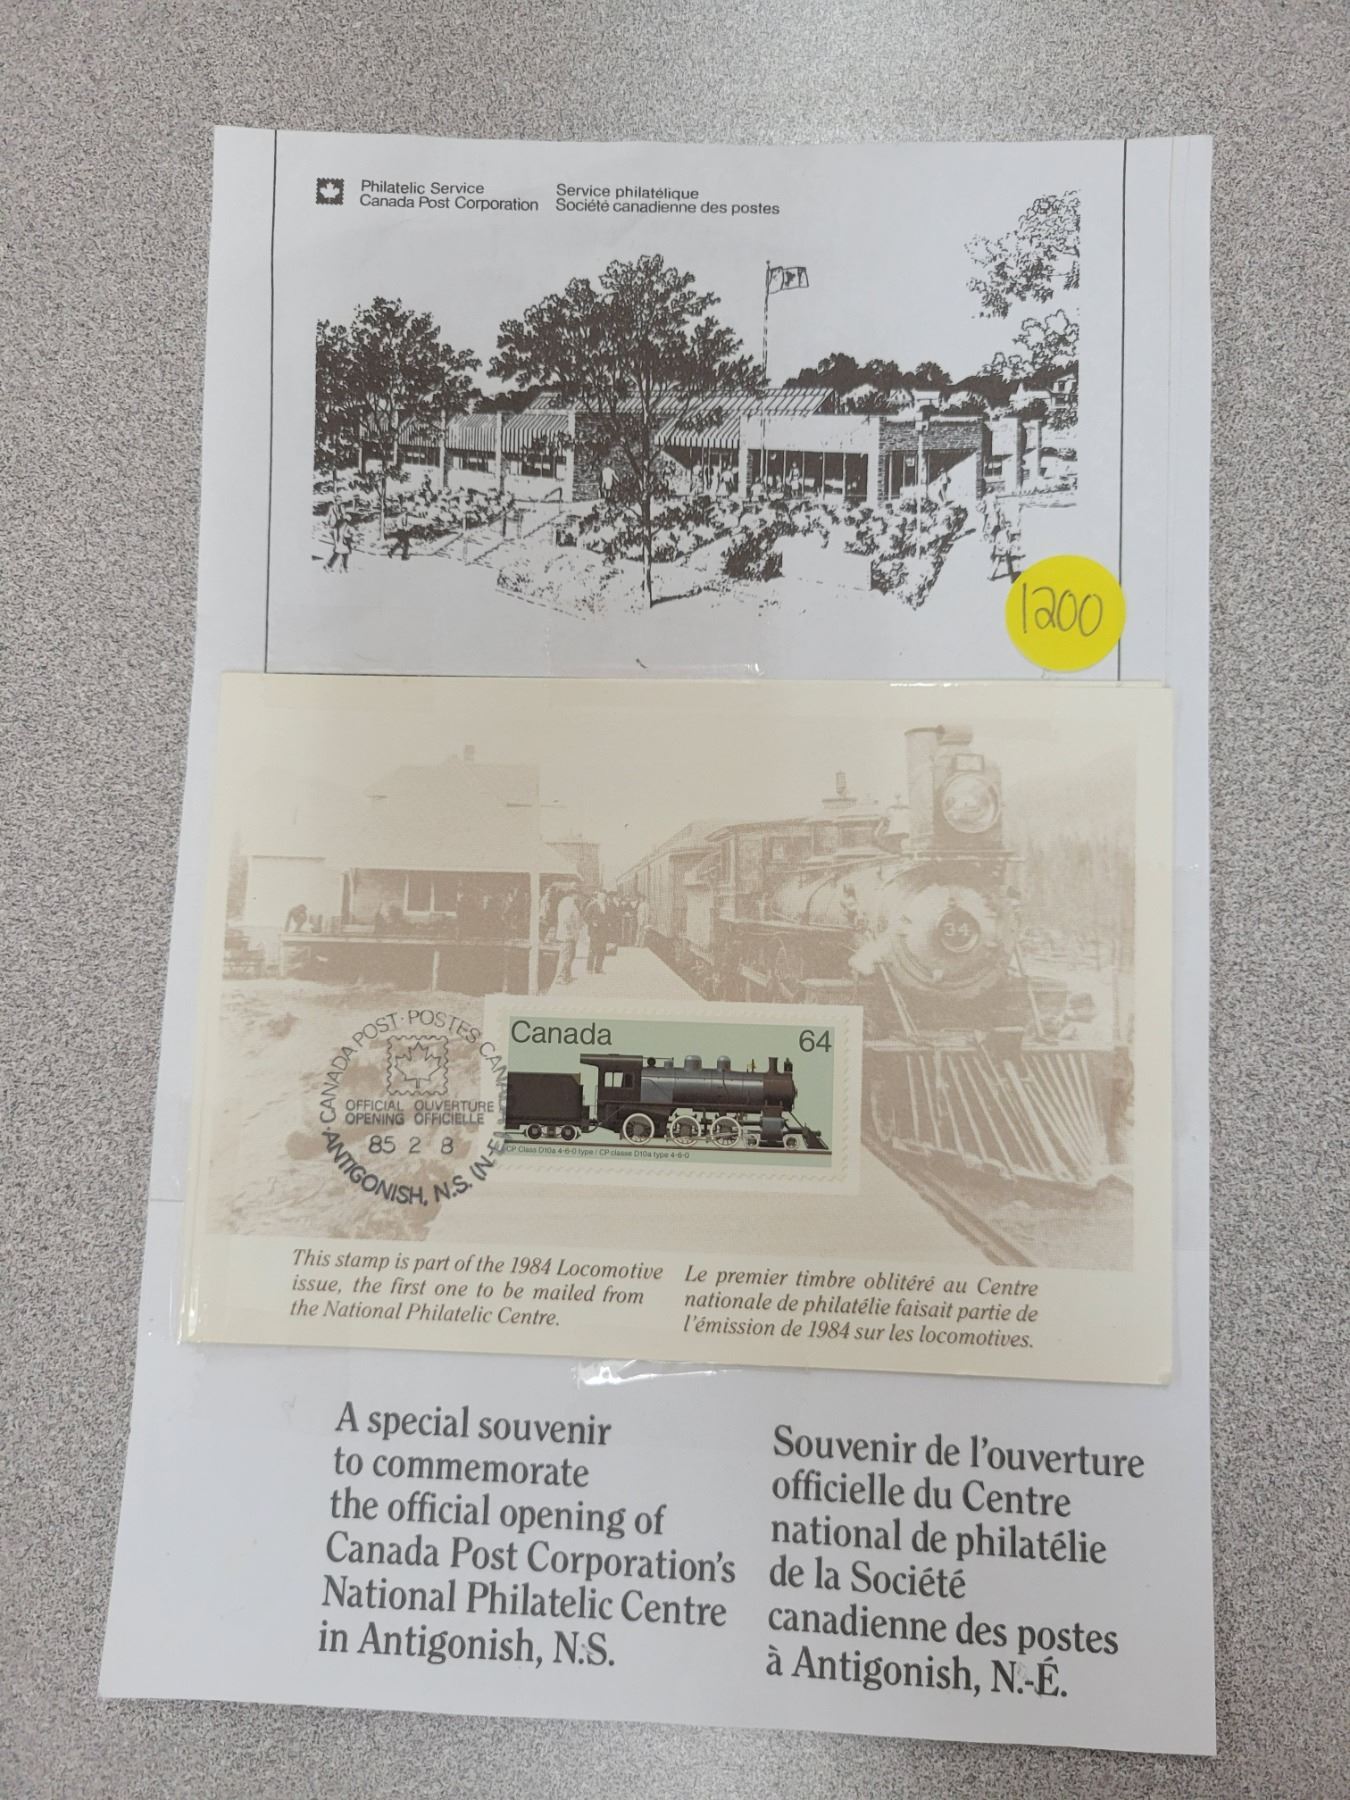 Philatelic Service
Canada Post Corporation
Service philatélique
Société canadienne des postes
1200
34
CANADA POST · POSTES CAN
OFFICIAL OUVERTURE
OPENING OFFICIELLE
85 2 8
ANTIGONISH, N.S. (N-É
Canada 64
CP Class D10a 4-6-0 type / CP classe D10a type 4-6-0
This stamp is part of the 1984 Locomotive
issue, the first one to be mailed from
the National Philatelic Centre.
Le premier timbre oblitéré au Centre
nationale de philatélie faisait partie de
l'émission de 1984 sur les locomotives.
A special souvenir
to commemorate
the official opening of
Canada Post Corporation's
National Philatelic Centre
in Antigonish, N.S.
Souvenir de l'ouverture
officielle du Centre
national de philatélie
de la Société
canadienne des postes
à Antigonish, N.-É.